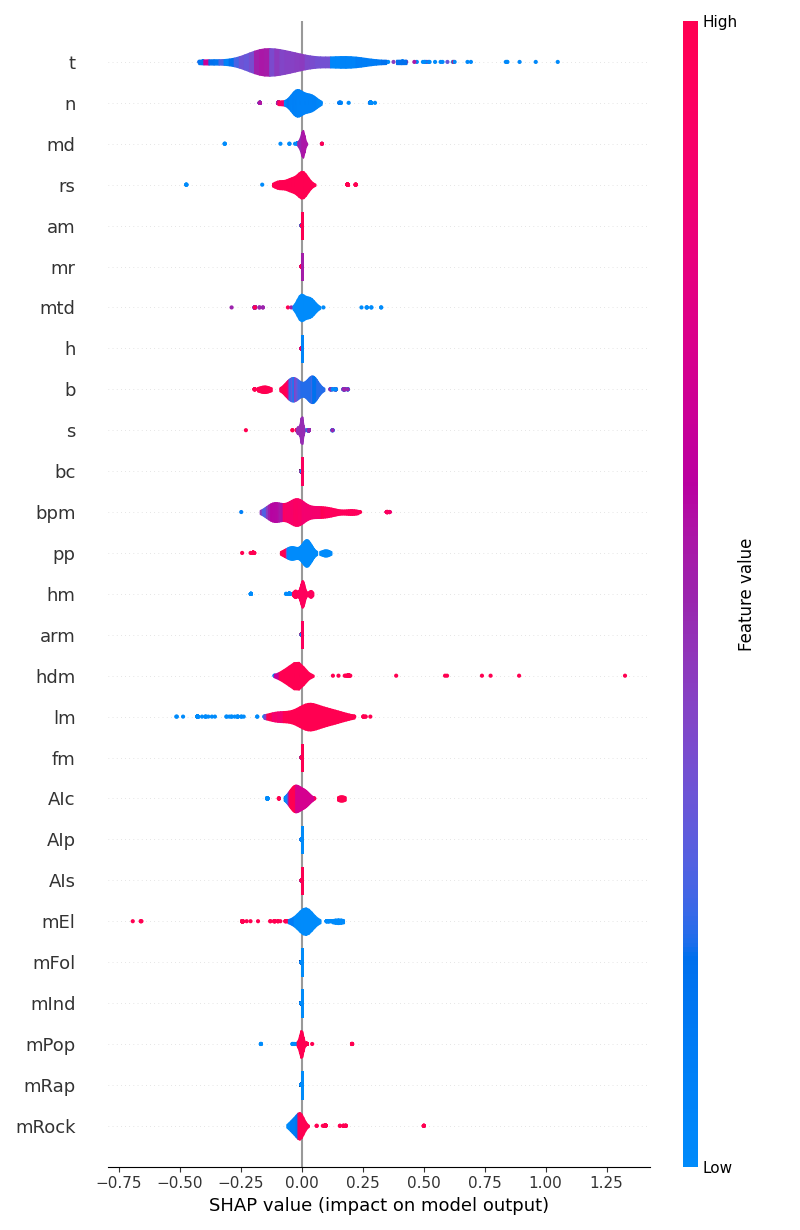 High
t
n
md
rs
am
mr
mtd
h
b
s
bc
bpm
pp
hm
arm
hdm
lm
fm
AIc
AIp
AIs
mEl
mFol
mInd
mPop
mRap
mRock
Feature value
Low
−0.75 −0.50 −0.25 0.00 0.25 0.50 0.75 1.00 1.25
SHAP value (impact on model output)